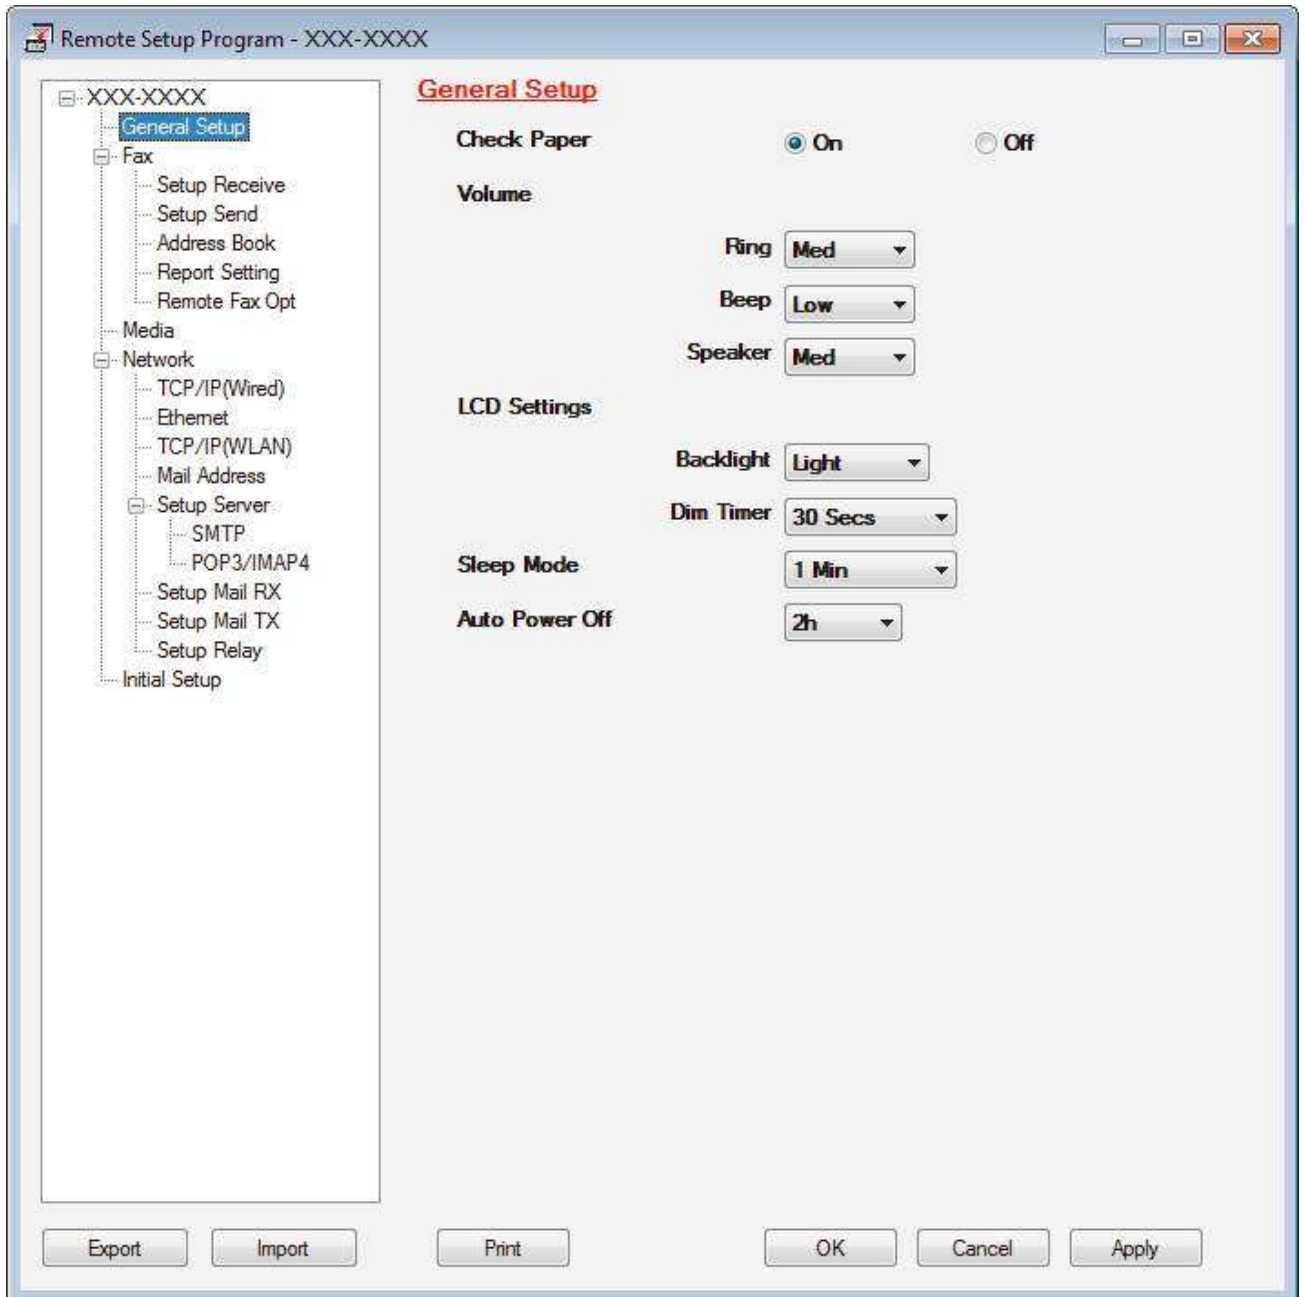 Remote Setup Program - XXX-XXXX
XXX-XXXX
General Setup
Fax
Setup Receive
Setup Send
Address Book
Report Setting
Remote Fax Opt
Media
Network
TCP/IP(Wired)
Ethernet
TCP/IP(WLAN)
Mail Address
Setup Server
SMTP
POP3/IMAP4
Setup Mail RX
Setup Mail TX
Setup Relay
Initial Setup
General Setup
Check Paper On Off
Volume
Ring Med
Beep Low
Speaker Med
LCD Settings
Backlight Light
Dim Timer 30 Secs
Sleep Mode 1 Min
Auto Power Off 2h
Export Import Print OK Cancel Apply